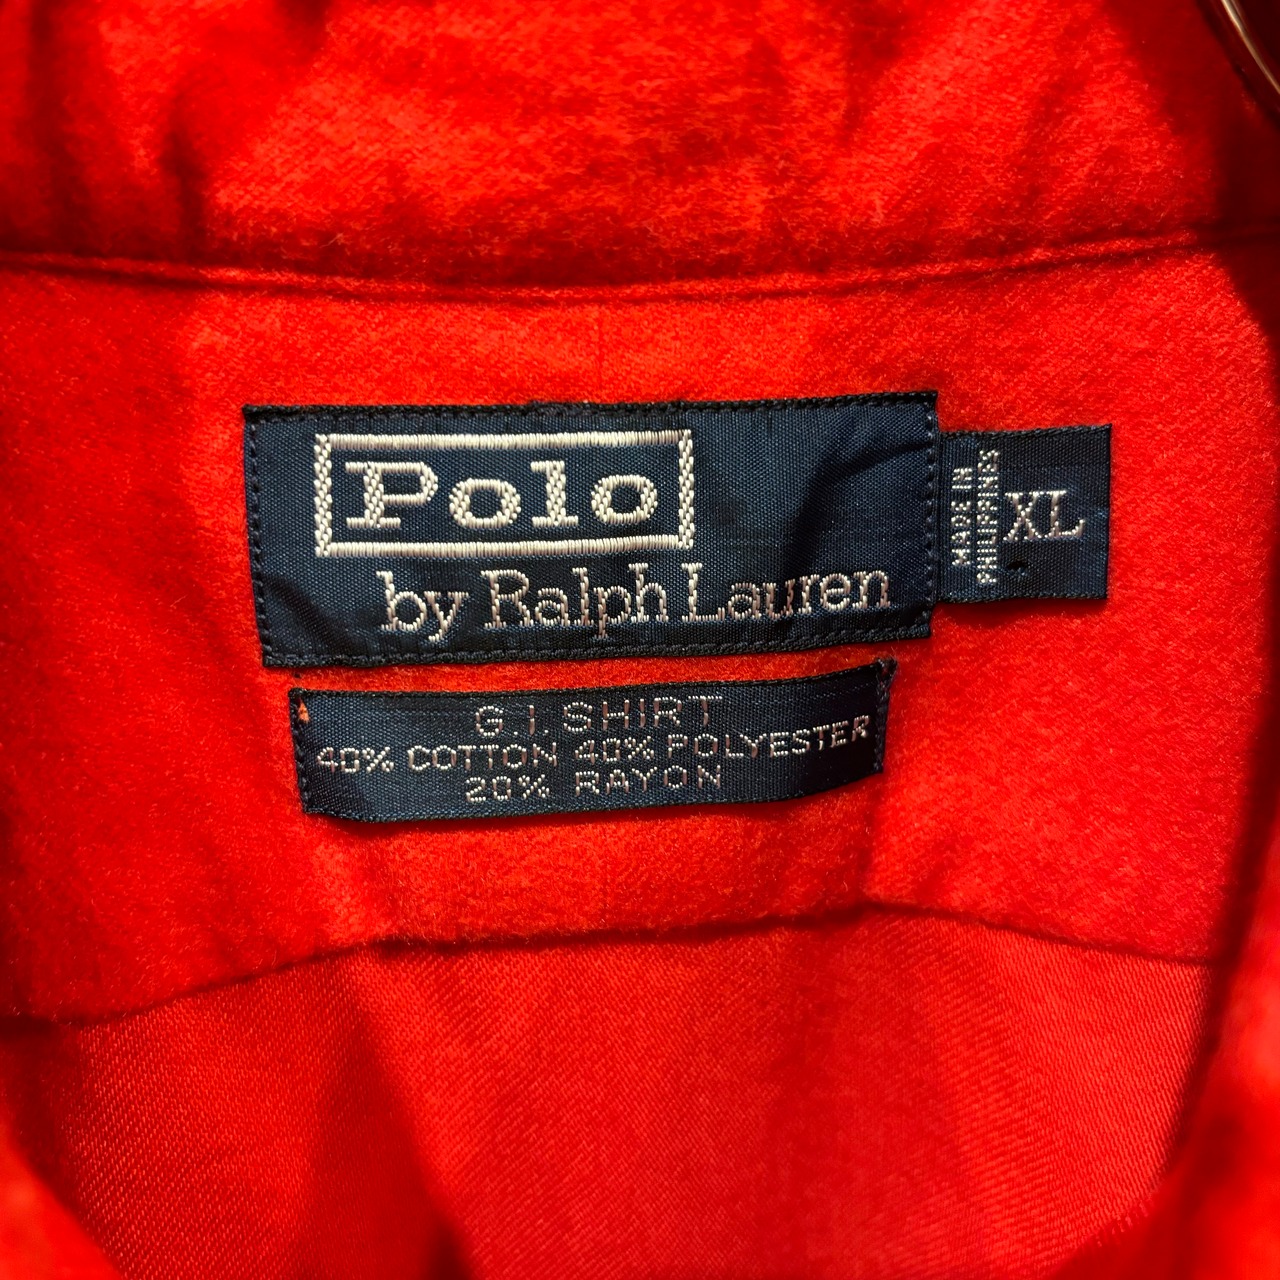 Polo
by Ralph Lauren
MADE IN
PHILIPPINES
XL
G.I. SHIRT
40% COTTON 40% POLYESTER
20% RAYON